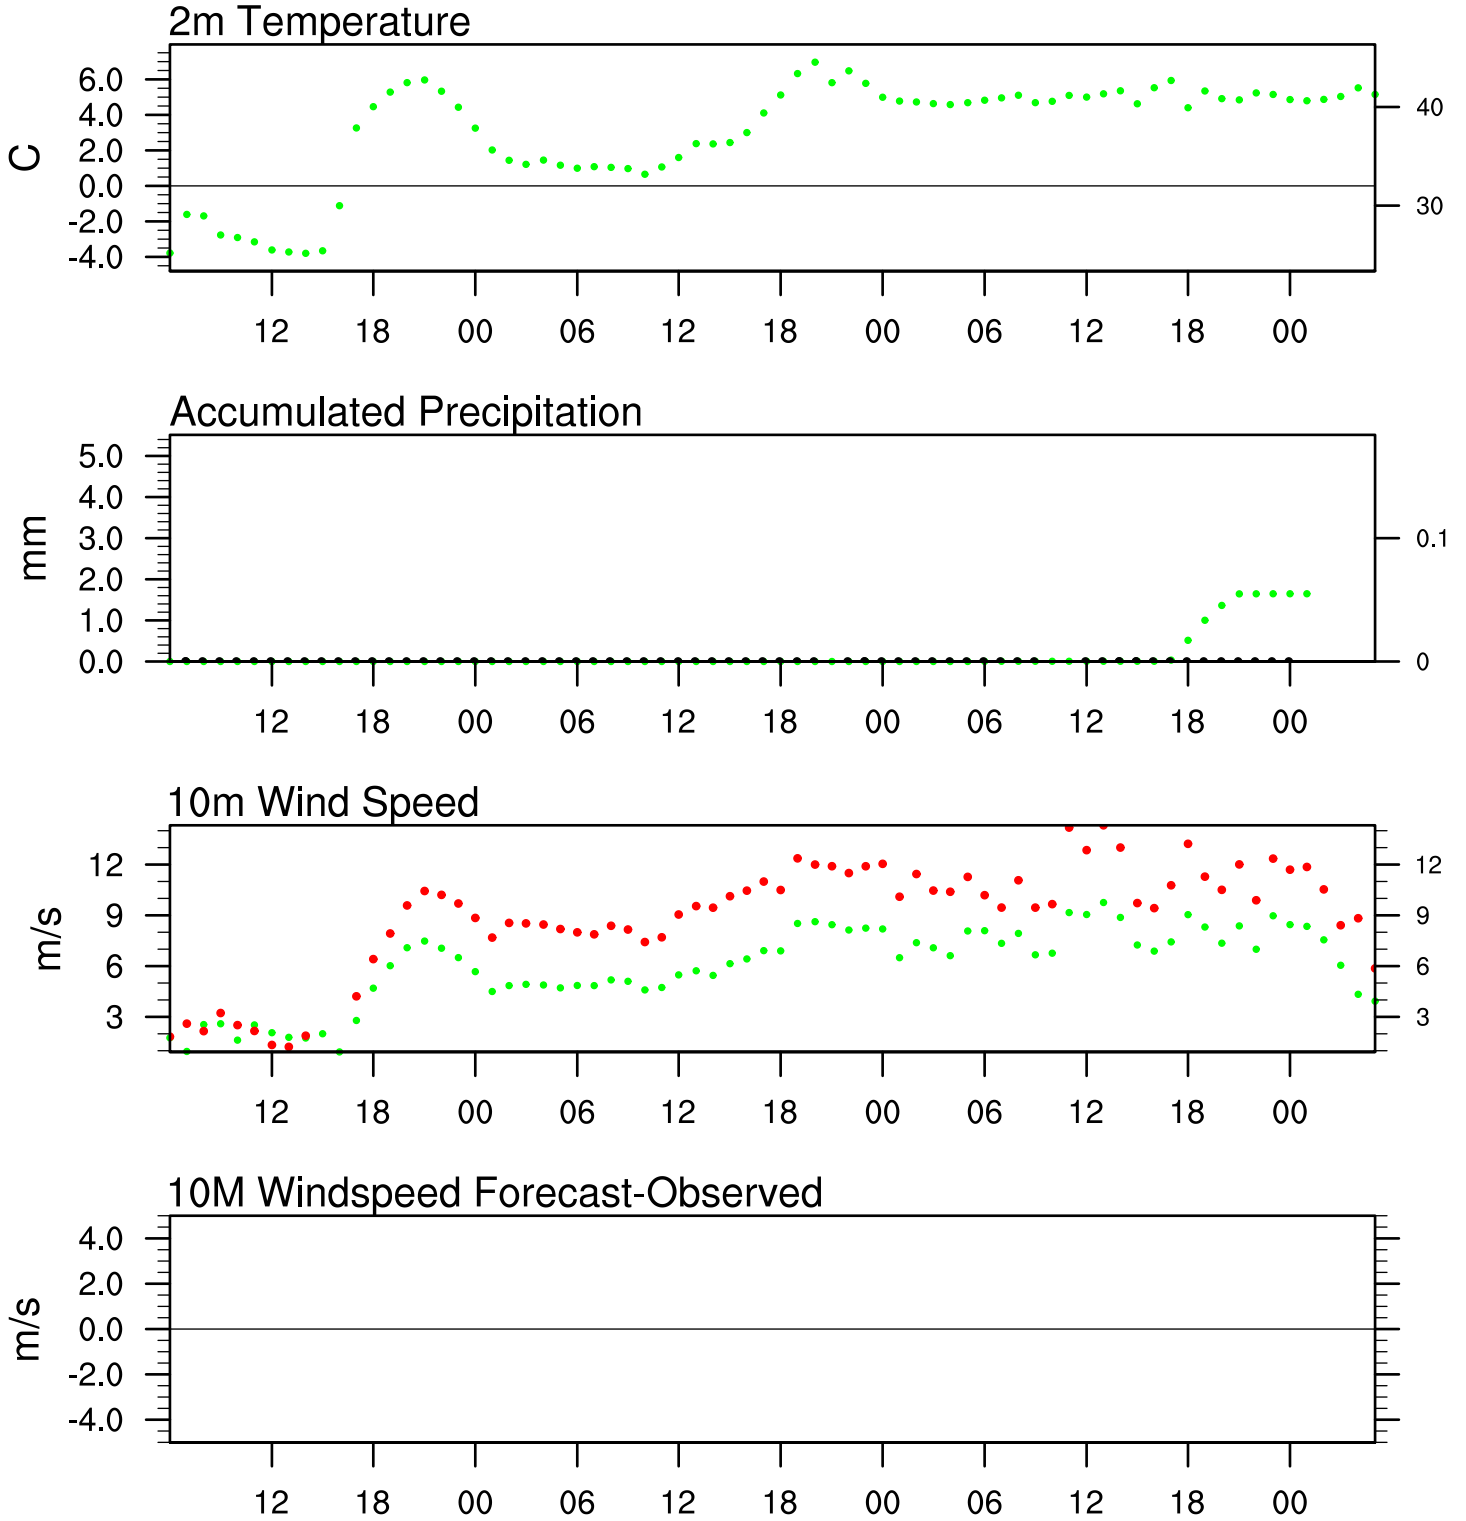 2m Temperature
6.0
4.0
2.0
0.0
-2.0
-4.0
C
40
30
12 18 00 06 12 18 00 06 12 18 00
Accumulated Precipitation
5.0
4.0
3.0
2.0
1.0
0.0
mm
0.1
0
12 18 00 06 12 18 00 06 12 18 00
10m Wind Speed
12
9
6
3
m/s
12
9
6
3
12 18 00 06 12 18 00 06 12 18 00
10M Windspeed Forecast-Observed
4.0
2.0
0.0
-2.0
-4.0
m/s
12 18 00 06 12 18 00 06 12 18 00